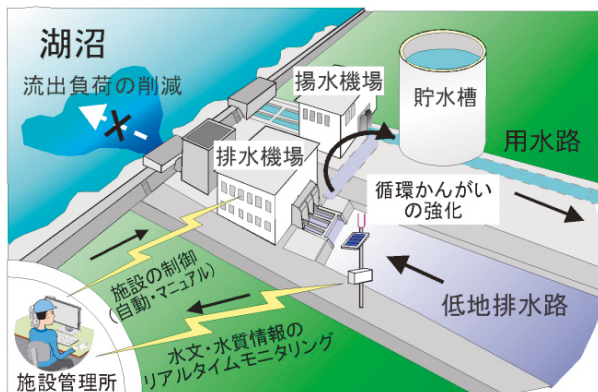 湖沼
流出負荷の削減
揚水機場
貯水槽
排水機場
用水路
循環かんがい
の強化
低地排水路
施設の制御
(自動・マニュアル)
水文・水質情報の
リアルタイムモニタリング
施設管理所